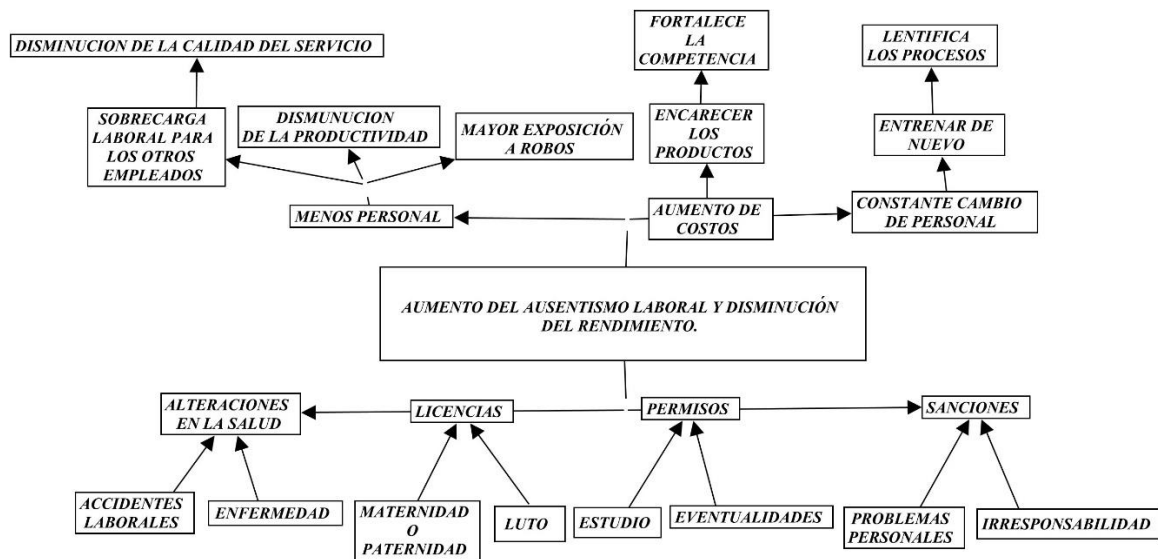 FORTALECE
LA
COMPETENCIA
LENTIFICA
LOS PROCESOS
DISMINUCION DE LA CALIDAD DEL SERVICIO
SOBRECARGA
LABORAL PARA
LOS OTROS
EMPLEADOS
DISMUNUCION
DE LA PRODUCTIVIDAD
MAYOR EXPOSICIÓN
A ROBOS
ENCARECER
LOS
PRODUCTOS
ENTRENAR DE
NUEVO
MENOS PERSONAL
AUMENTO DE
COSTOS
CONSTANTE CAMBIO
DE PERSONAL
AUMENTO DEL AUSENTISMO LABORAL Y DISMINUCIÓN
DEL RENDIMIENTO.
ALTERACIONES
EN LA SALUD
LICENCIAS
PERMISOS
SANCIONES
ACCIDENTES
LABORALES
ENFERMEDAD
MATERNIDAD
O
PATERNIDAD
LUTO
ESTUDIO
EVENTUALIDADES
PROBLEMAS
PERSONALES
IRRESPONSABILIDAD